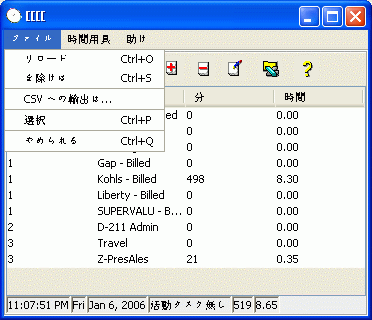 ファイル 時間用具 助け
リロード Ctrl+O
を除けば Ctrl+S
CSV への輸出は...
選択 Ctrl+P
やめられる Ctrl+Q
分 時間
ed 0 0.00
0 0.00
0 0.00
1 Gap - Billed 0 0.00
1 Kohls - Billed 498 8.30
1 Liberty - Billed 0 0.00
1 SUPERVALU - B... 0 0.00
2 D-211 Admin 0 0.00
3 Travel 0 0.00
3 Z-PresAles 21 0.35
11:07:51 PM Fri Jan 6, 2006 活動タスク無し 519 8.65